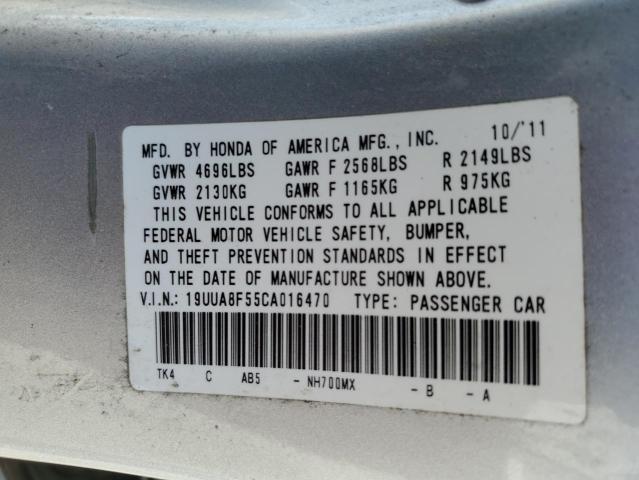 MFD. BY HONDA OF AMERICA MFG., INC. 10/'11
GVWR 4696LBS GAWR F 2568LBS R 2149LBS
GVWR 2130KG GAWR F 1165KG R 975KG
THIS VEHICLE CONFORMS TO ALL APPLICABLE
FEDERAL MOTOR VEHICLE SAFETY, BUMPER,
AND THEFT PREVENTION STANDARDS IN EFFECT
ON THE DATE OF MANUFACTURE SHOWN ABOVE.
V.I.N.: 19UUA8F55CA016470 TYPE: PASSENGER CAR
TK4 C AB5 - NH700MX - B - A